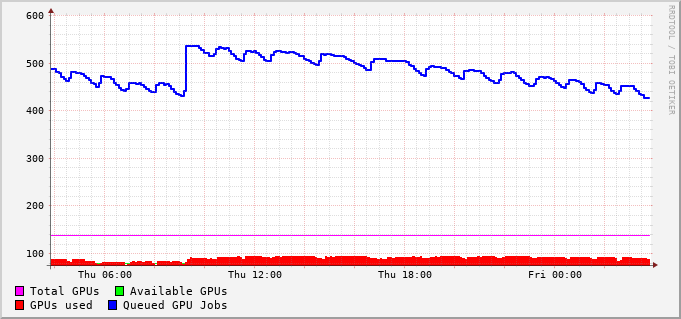 600
500
400
300
200
100
Thu 06:00 Thu 12:00 Thu 18:00 Fri 00:00
Total GPUs Available GPUs
GPUs used Queued GPU Jobs
RRDTOOL / TOBI OETIKER